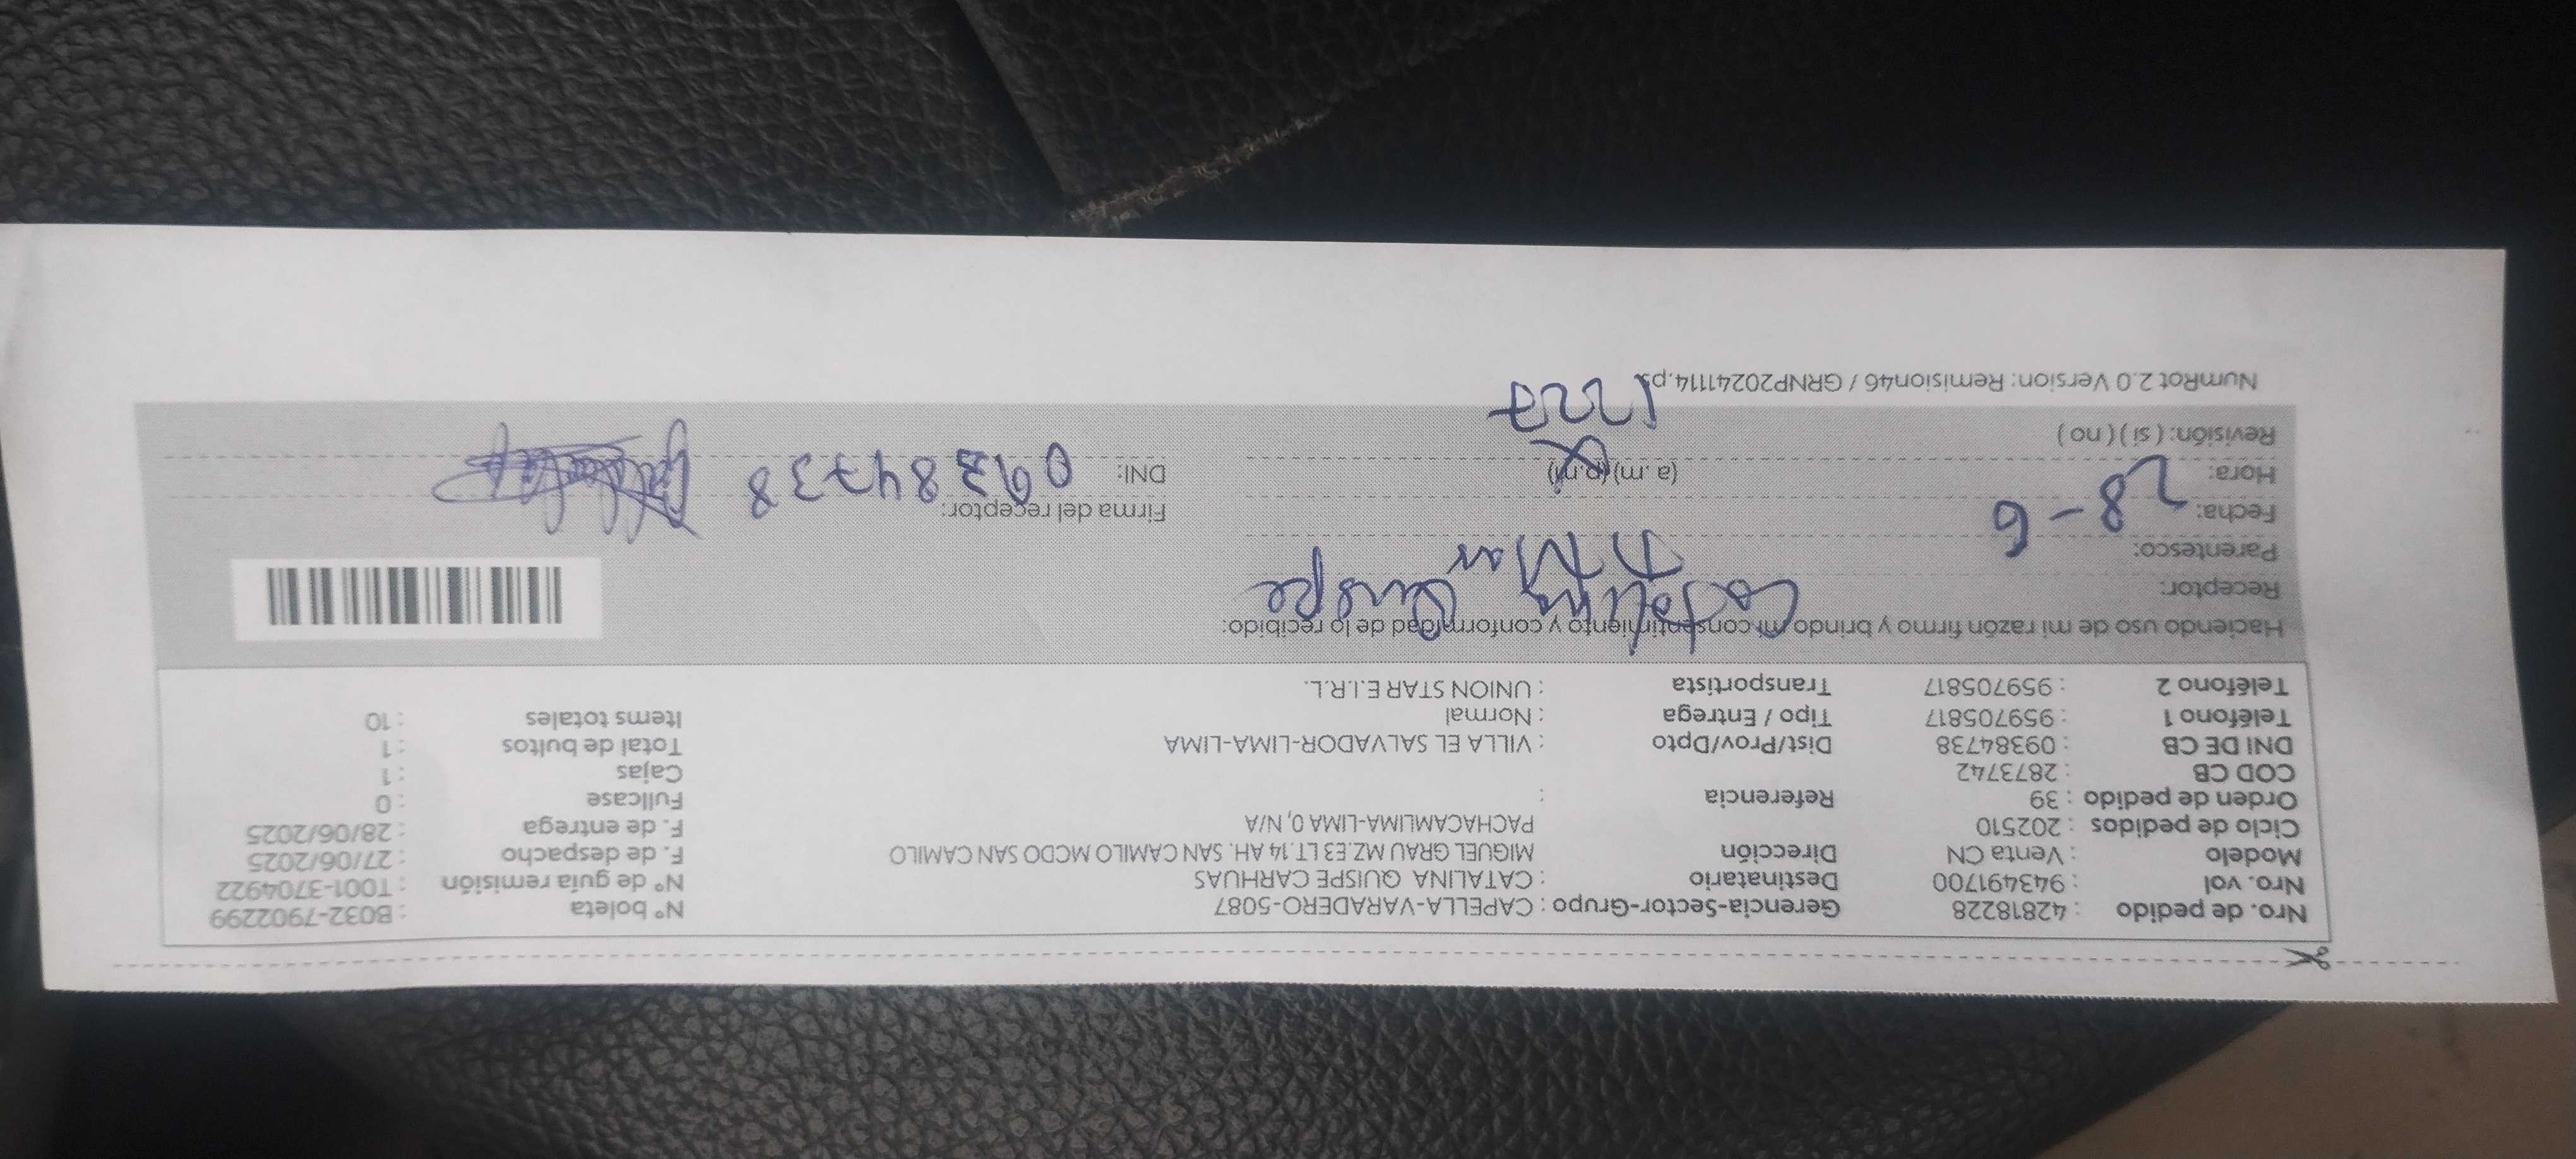 Nro. de pedido : 42818228 Gerencia-Sector-Grupo : CAPELLA-VARADERO-5087 N° boleta : B032-7902299
Nro. vol : 943491700 Destinatario : CATALINA QUISPE CARHUAS N° de guía remisión : T001-3704922
Modelo : Venta CN Dirección MIGUEL GRAU MZ.E3 LT.14 AH. SAN CAMILO MCDO SAN CAMILO F. de despacho : 27/06/2025
Ciclo de pedidos : 202510 PACHACAMLIMA-LIMA 0, N/A F. de entrega : 28/06/2025
Orden de pedido : 39 Referencia : Fullcase : 0
COD CB : 2873742 Cajas : 1
DNI DE CB : 09384738 Dist/Prov/Dpto : VILLA EL SALVADOR-LIMA-LIMA Total de bultos : 1
Teléfono 1 : 959705817 Tipo / Entrega : Normal Items totales : 10
Teléfono 2 : 959705817 Transportista : UNION STAR E.I.R.L.
Haciendo uso de mi razón firmo y brindo mi consentimiento y conformidad de lo recibido:
Receptor: Catalina Quispe
Parentesco: Titular
Fecha: 28-6 Firma del receptor:
Hora: (a.m) (p.m) DNI: 09384738
Revisión: ( si ) ( no ) 1227
NumRot 2.0 Version: Remision46 / GRNP20241114.ps